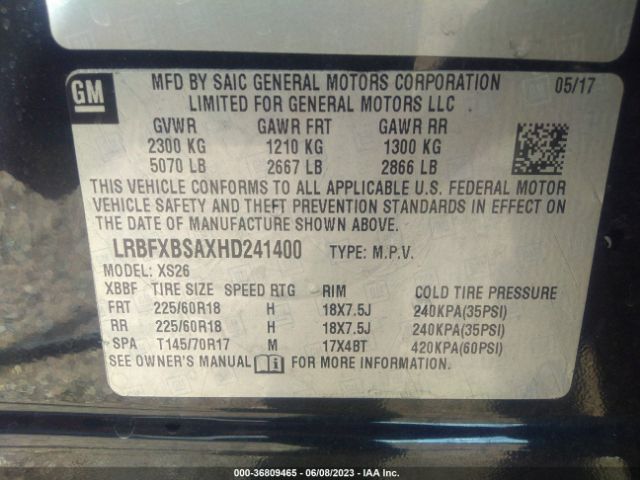 GM
MFD BY SAIC GENERAL MOTORS CORPORATION 05/17
LIMITED FOR GENERAL MOTORS LLC .
GVWR GAWR FRT GAWR RR
2300 KG 1210 KG 1300 KG
5070 LB 2667 LB 2866 LB
THIS VEHICLE CONFORMS TO ALL APPLICABLE U.S. FEDERAL MOTOR
VEHICLE SAFETY AND THEFT PREVENTION STANDARDS IN EFFECT ON
THE DATE OF MANUFACTURE SHOWN ABOVE.
LRBFXBSAXHD241400 TYPE: M.P.V.
MODEL: XS26
XBBF TIRE SIZE SPEED RTG RIM COLD TIRE PRESSURE
FRT 225/60R18 H 18X7.5J 240KPA(35PSI)
RR 225/60R18 H 18X7.5J 240KPA(35PSI)
SPA T145/70R17 M 17X4BT 420KPA(60PSI)
SEE OWNER'S MANUAL FOR MORE INFORMATION.
000-36809465 - 06/08/2023 - IAA Inc.